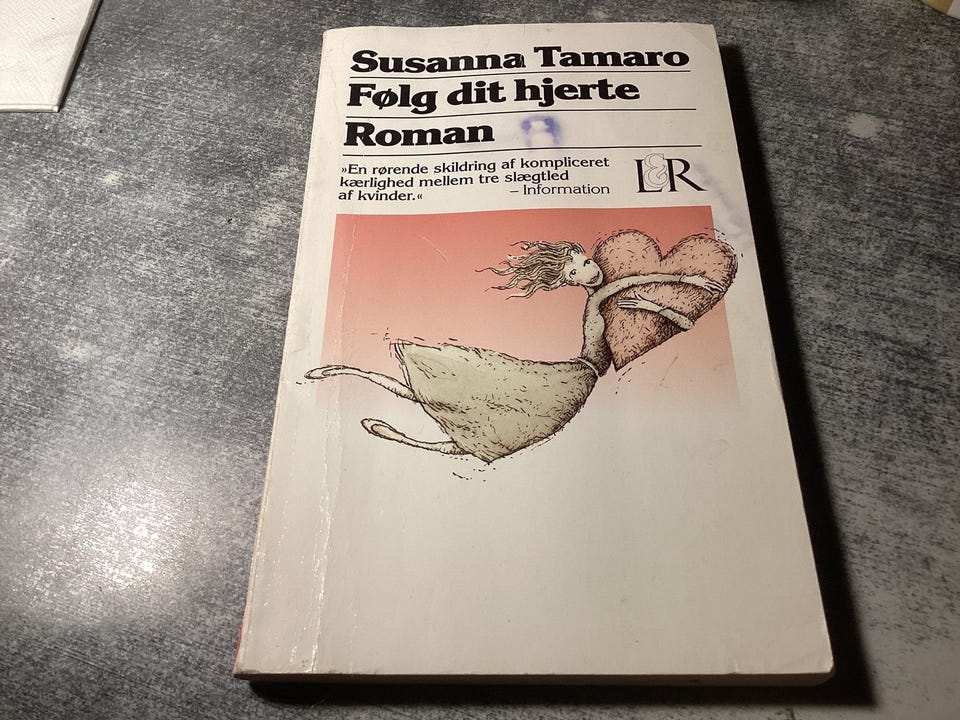 Susanna Tamaro
Følg dit hjerte
Roman
»En rørende skildring af kompliceret
kærlighed mellem tre slægtled
af kvinder.« – Information
L&R